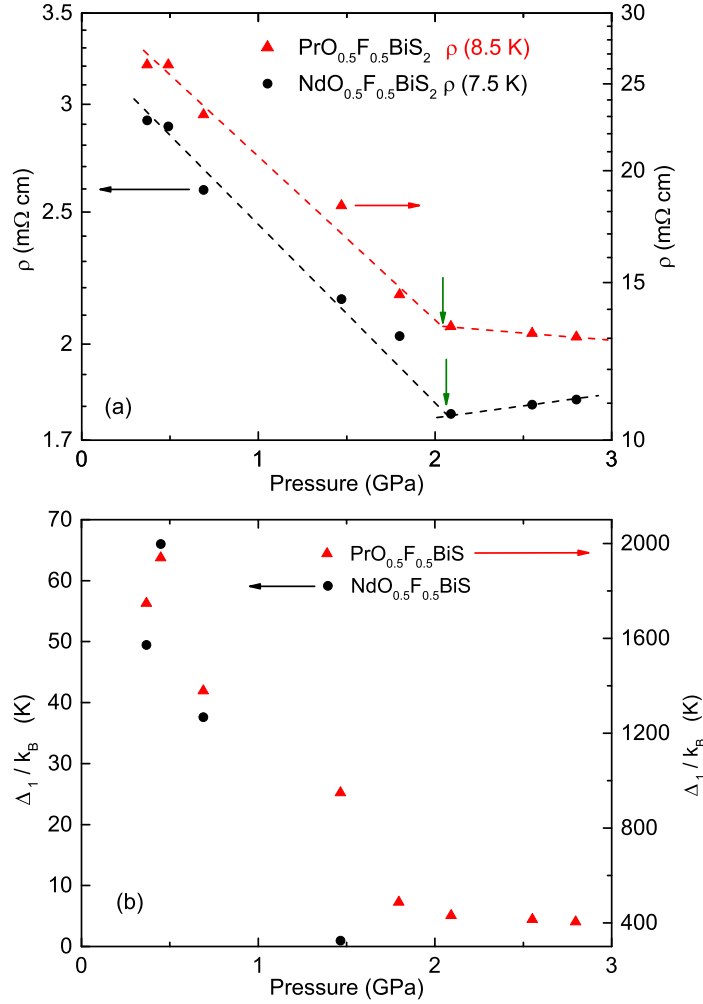 PrO0.5F0.5BiS2 ρ (8.5 K)
NdO0.5F0.5BiS2 ρ (7.5 K)
3.5
3
2.5
2
1.7
ρ (mΩ cm)
30
25
20
15
10
ρ (mΩ cm)
(a)
0 1 2 3
Pressure (GPa)
PrO0.5F0.5BiS
NdO0.5F0.5BiS
70
60
50
40
30
20
10
0
Δ1 / kB (K)
2000
1600
1200
800
400
Δ1 / kB (K)
(b)
0 1 2 3
Pressure (GPa)